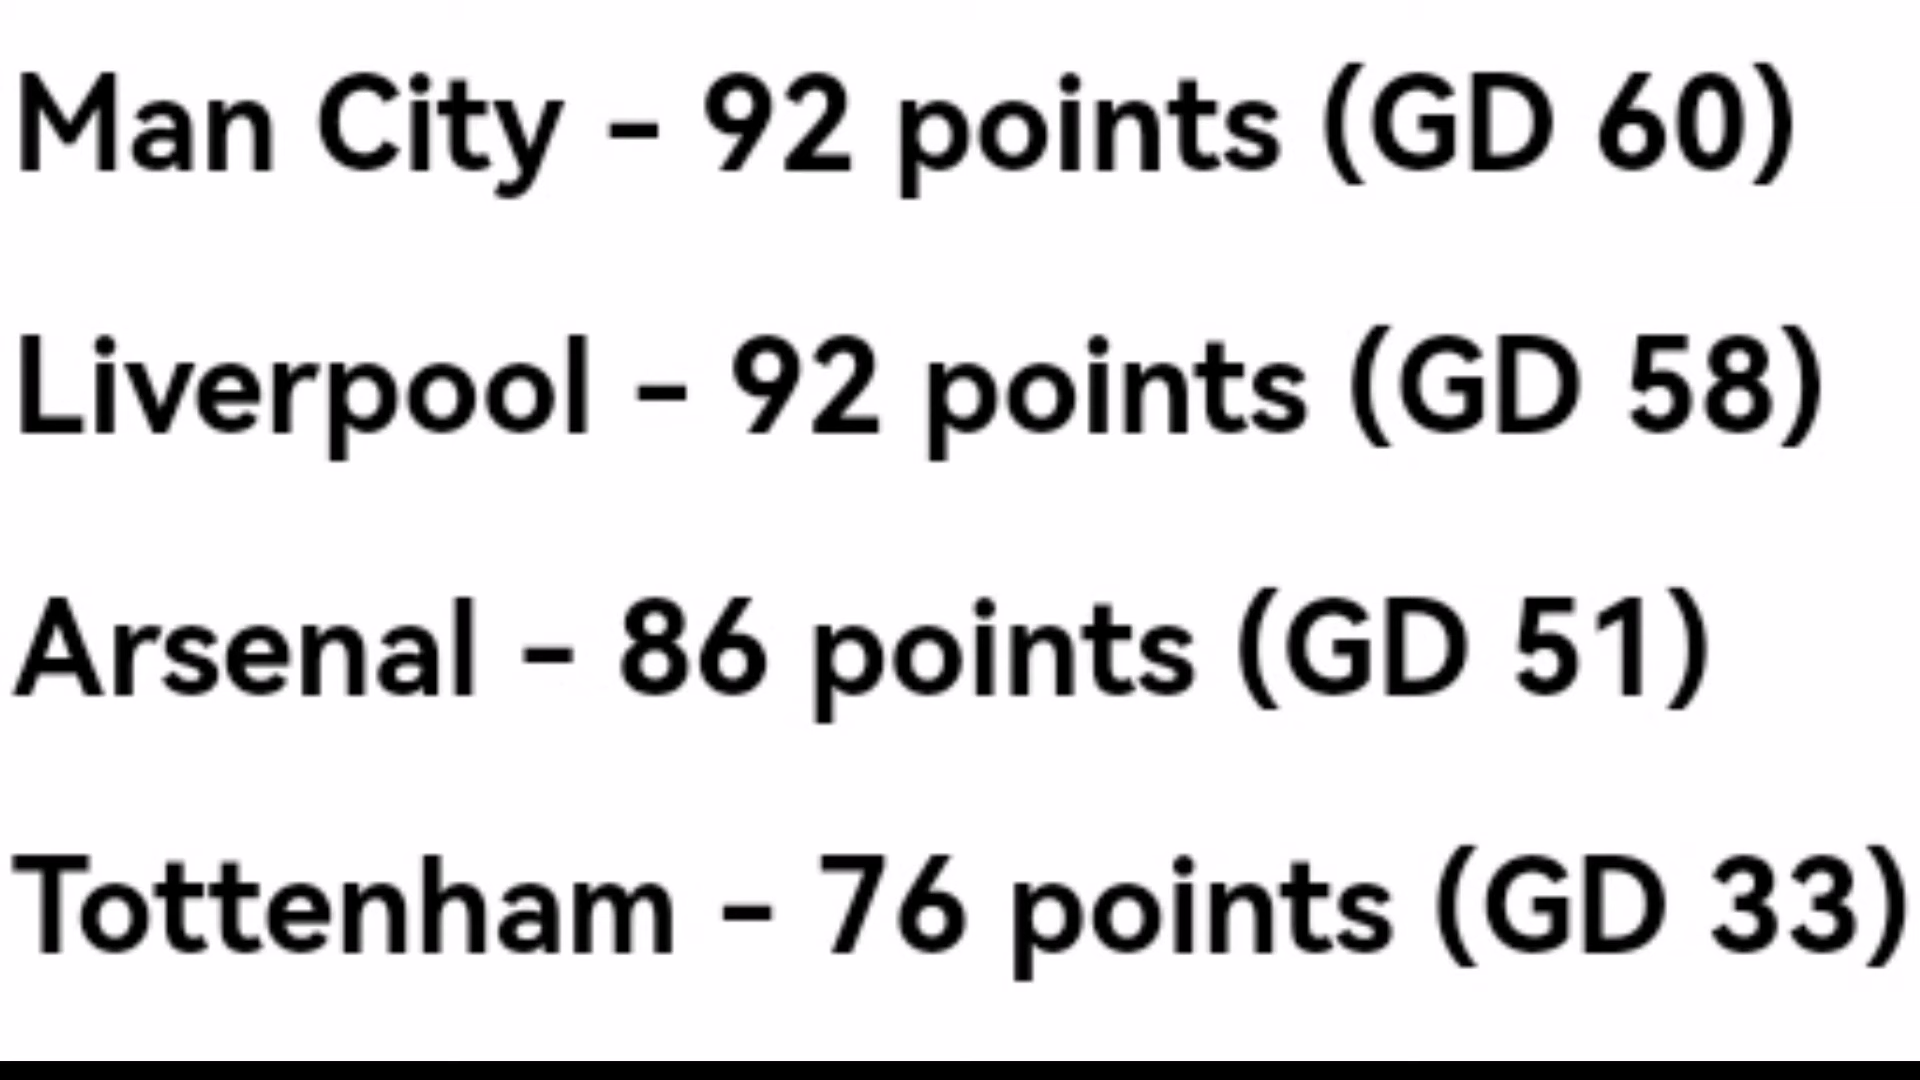 Man City - 92 points (GD 60)
Liverpool - 92 points (GD 58)
Arsenal - 86 points (GD 51)
Tottenham - 76 points (GD 33)